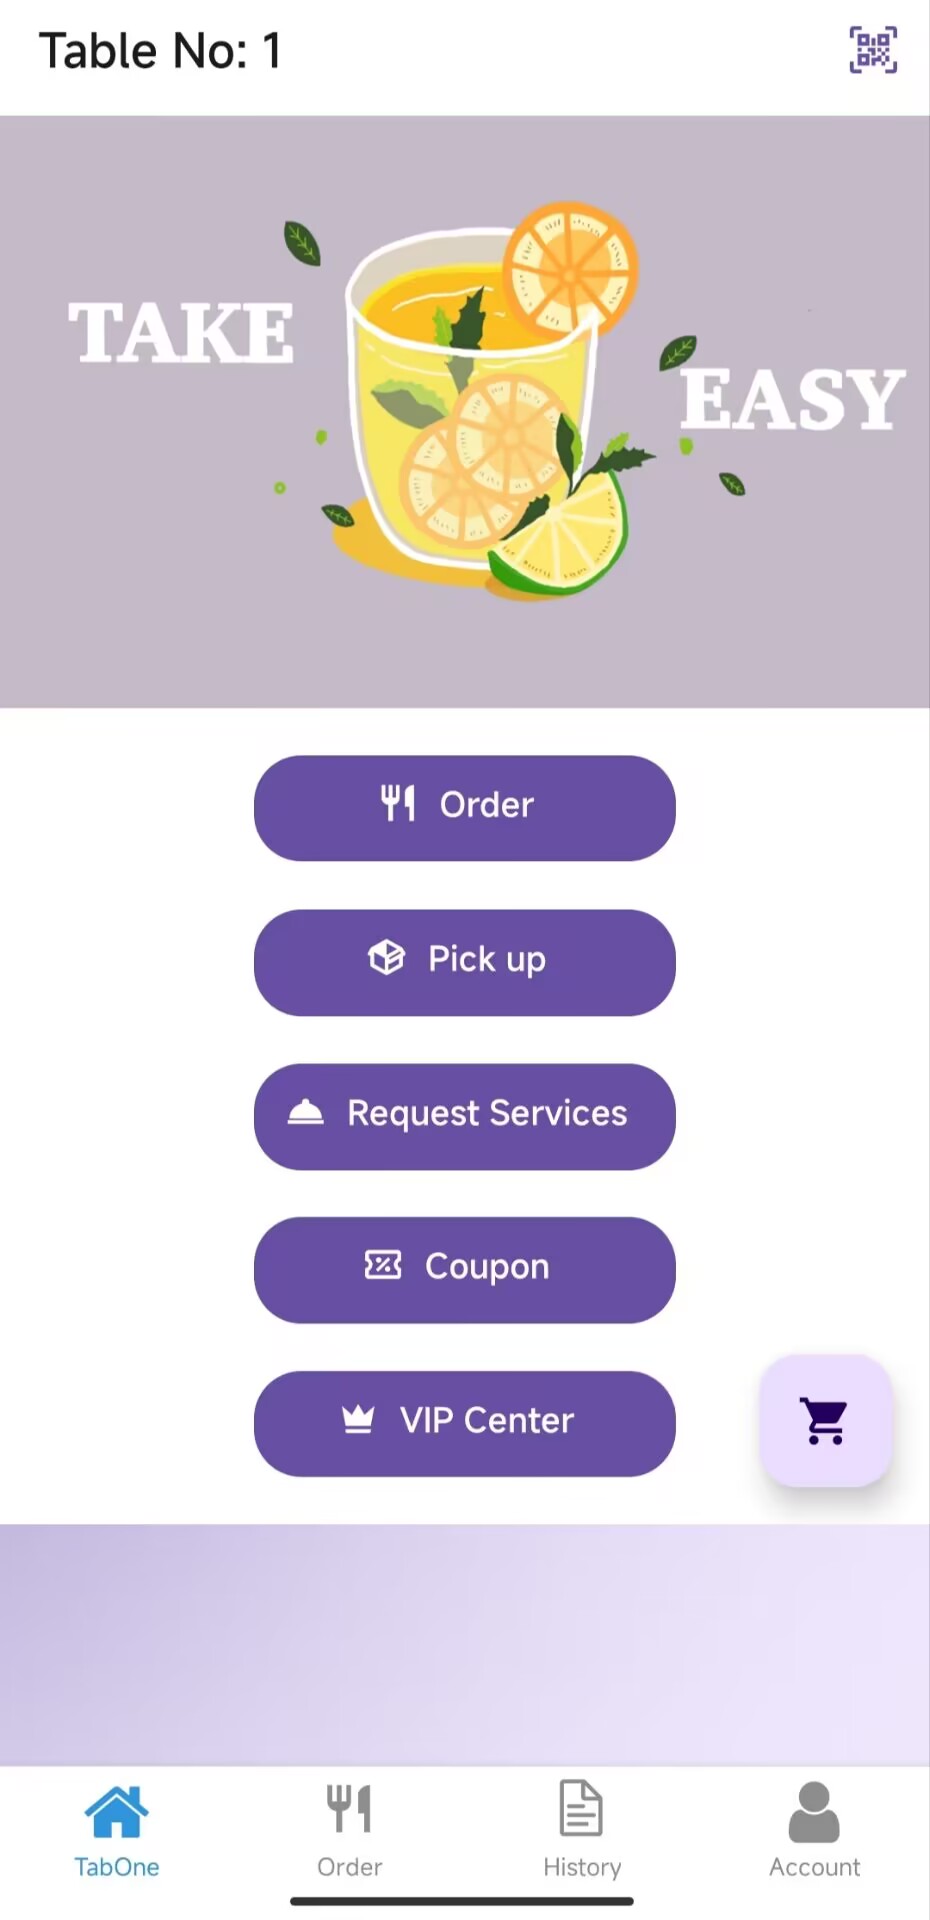 Table No: 1
TAKE
EASY
Order
Pick up
Request Services
Coupon
VIP Center
TabOne
Order
History
Account